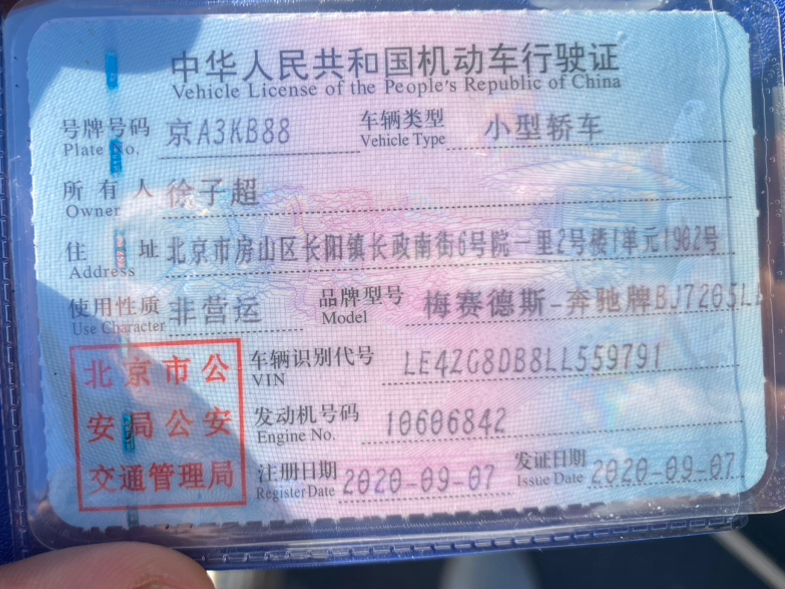 中华人民共和国机动车行驶证
Vehicle License of the People's Republic of China
号牌号码 京A3KB88 车辆类型 小型轿车
Plate No. Vehicle Type
所有人 徐子超
Owner
住址 北京市房山区长阳镇长政南街6号院一里2号楼1单元1902号
Address
使用性质 非营运 品牌型号 梅赛德斯-奔驰牌BJ7205L
Use Character Model
北京市公安局公安交通管理局
车辆识别代号 LE4ZG8DB8LL559791
VIN
发动机号码 10606842
Engine No.
注册日期 2020-09-07 发证日期 2020-09-07
Register Date Issue Date